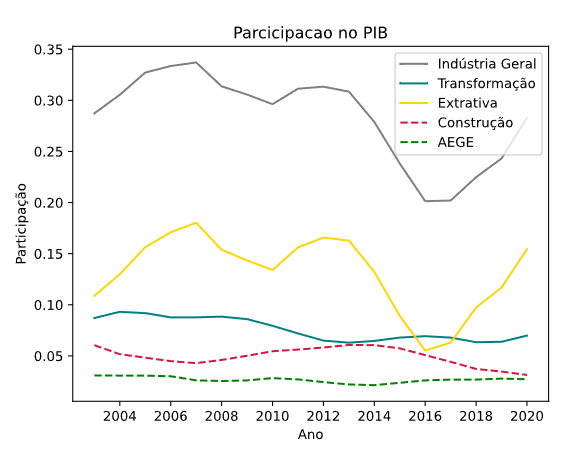 Parcicipacao no PIB
0.35
0.30
0.25
0.20
0.15
0.10
0.05
Participação
Indústria Geral
Transformação
Extrativa
Construção
AEGE
2004 2006 2008 2010 2012 2014 2016 2018 2020
Ano